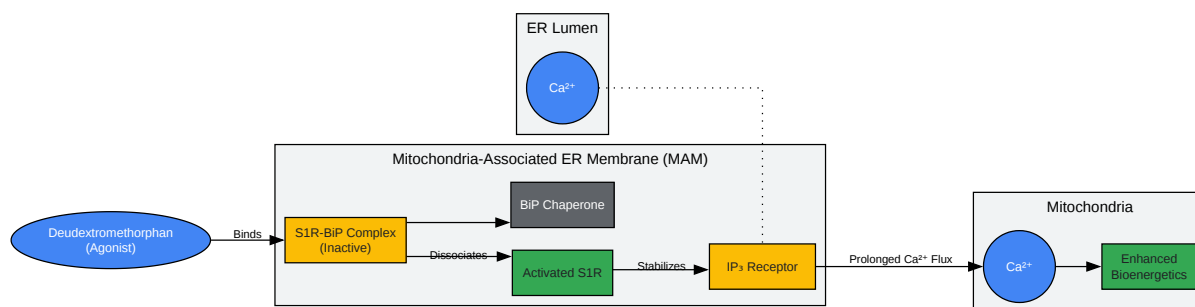 ER Lumen
Ca²⁺
Mitochondria-Associated ER Membrane (MAM)
BiP Chaperone
Deudextromethorphan
(Agonist)
Binds
S1R-BiP Complex
(Inactive)
Dissociates
Activated S1R
Stabilizes
IP₃ Receptor
Prolonged Ca²⁺ Flux
Mitochondria
Ca²⁺
Enhanced
Bioenergetics